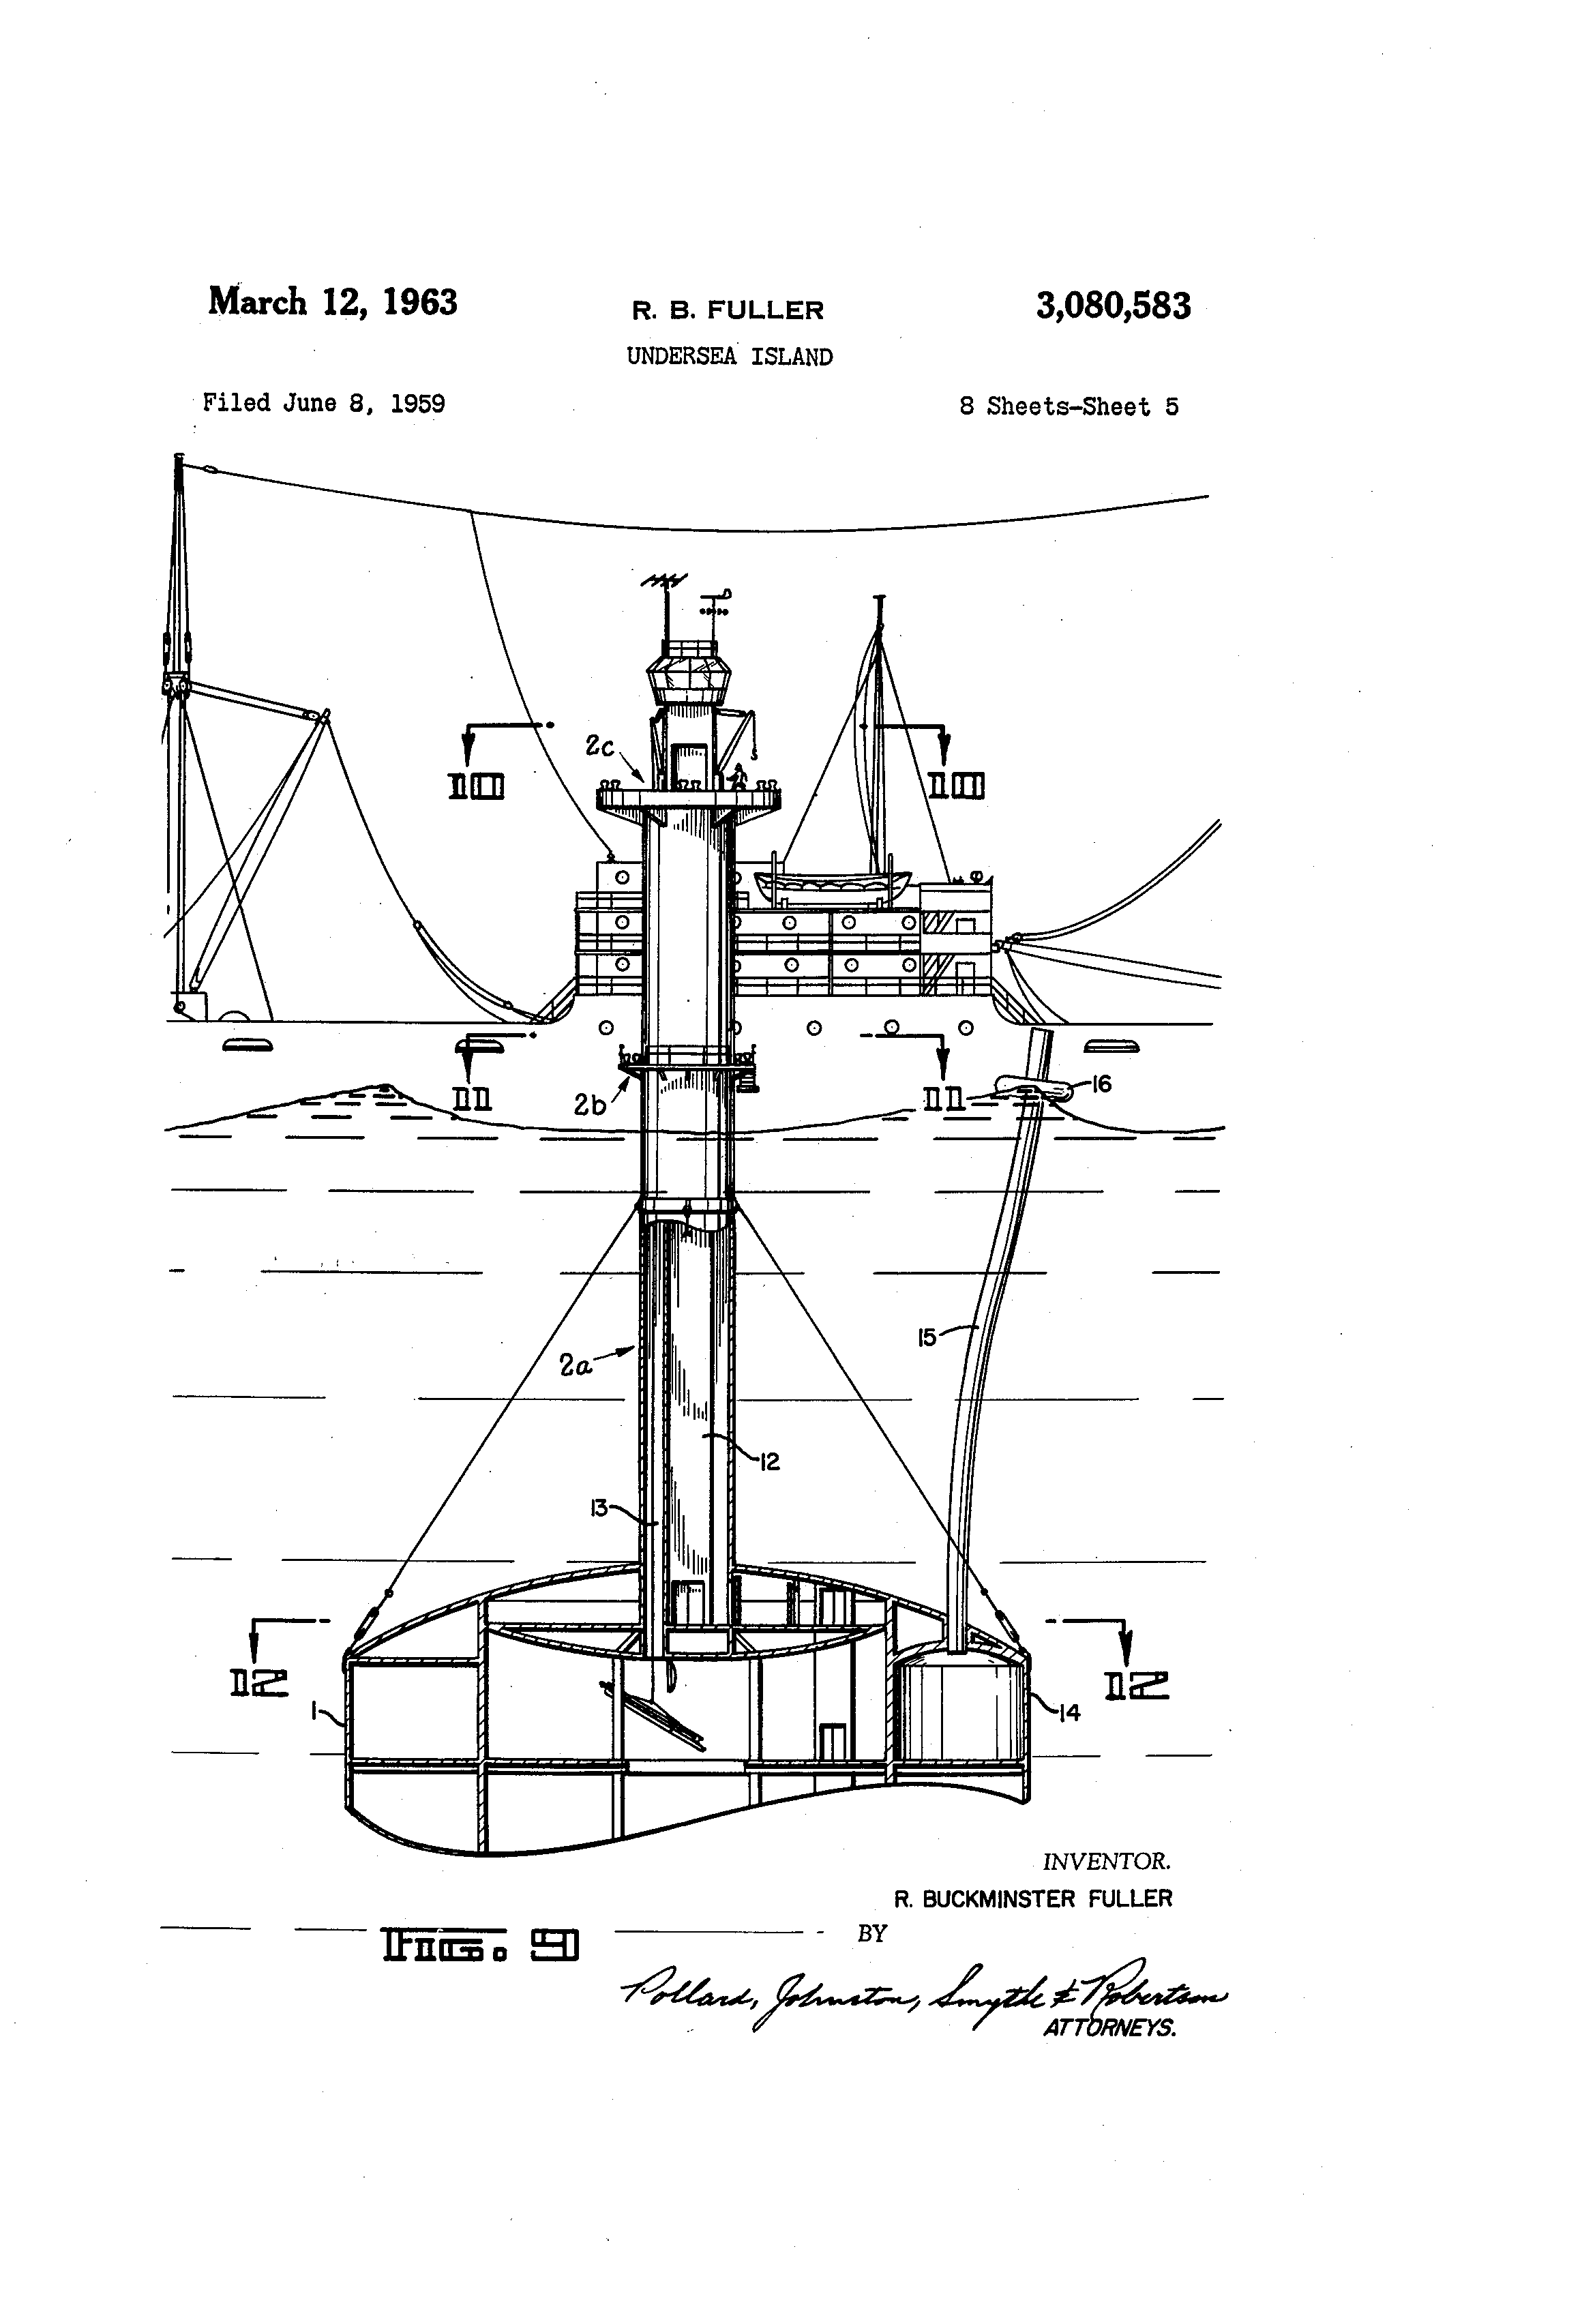 March 12, 1963
R. B. FULLER
3,080,583
UNDERSEA ISLAND
Filed June 8, 1959
8 Sheets-Sheet 5
2c
10
10
11
2b
11
16
15
2a
12
13
12
1
12
14
INVENTOR.
R. BUCKMINSTER FULLER
FIG. 9
BY
Pollard, Johnston, Smythe & Robertson
ATTORNEYS.